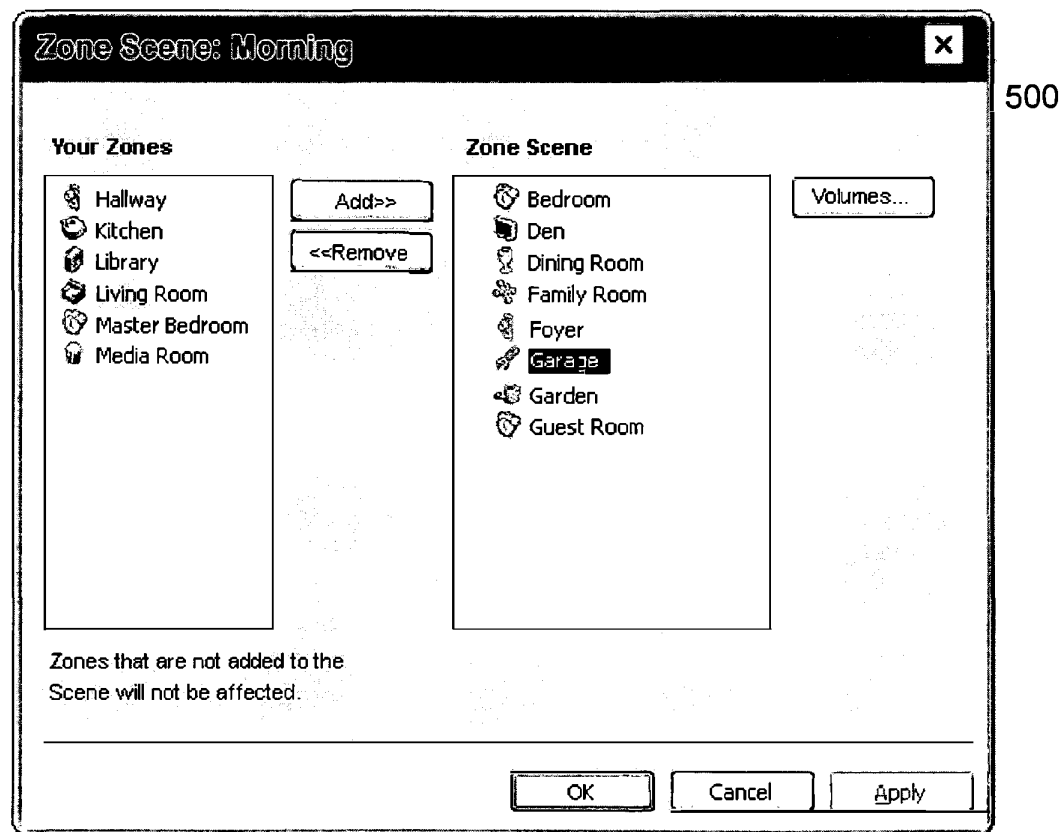 Zone Scene: Morning
500
Your Zones
Zone Scene
Hallway
Kitchen
Library
Living Room
Master Bedroom
Media Room
Add>>
<<Remove
Bedroom
Den
Dining Room
Family Room
Foyer
Garage
Garden
Guest Room
Volumes...
Zones that are not added to the
Scene will not be affected.
OK
Cancel
Apply